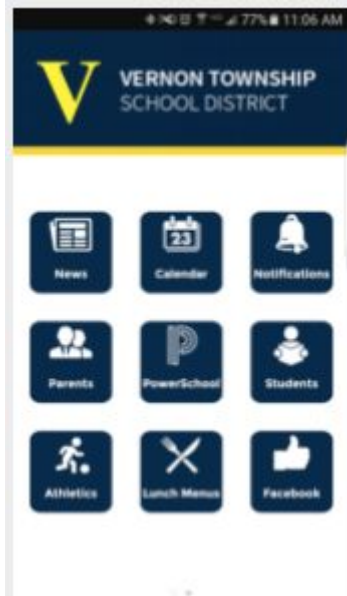 77% 11:06 AM
V VERNON TOWNSHIP
SCHOOL DISTRICT
23
News Calendar Notifications
P
Parents PowerSchool Students
Athletics Lunch Menus Facebook